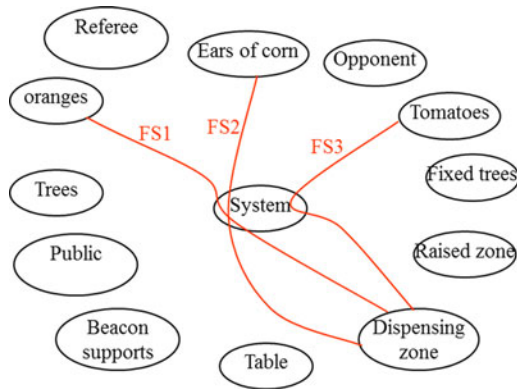 Referee
Ears of corn
Opponent
oranges
Tomatoes
FS1
FS2
FS3
Fixed trees
Trees
System
Public
Raised zone
Beacon
supports
Table
Dispensing
zone